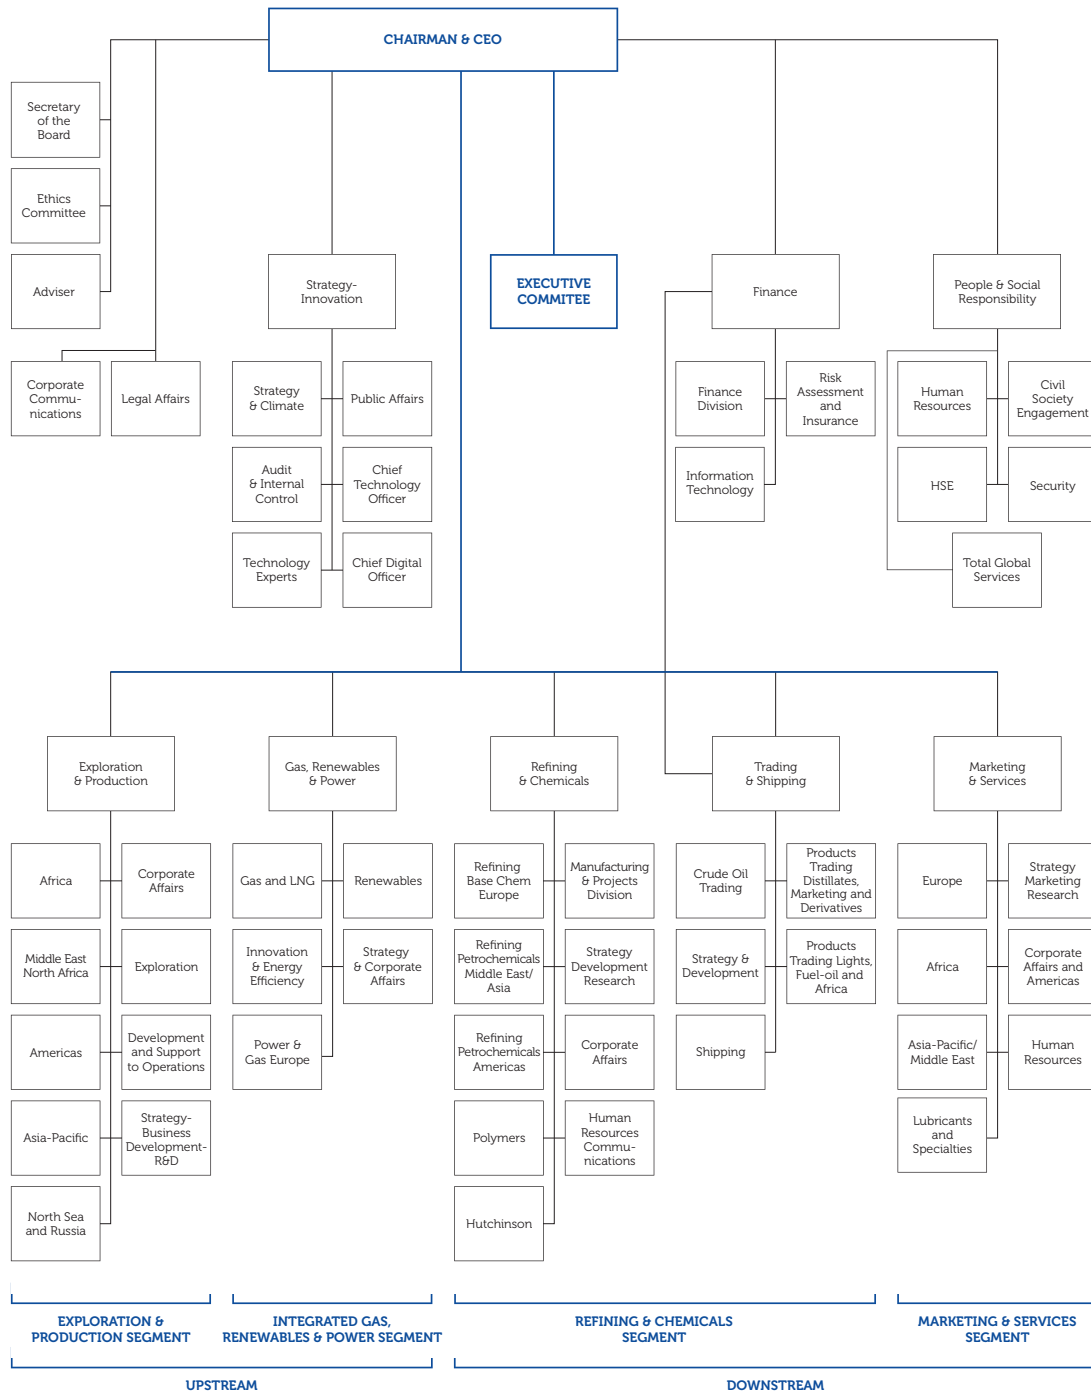 CHAIRMAN & CEO
Secretary
of the
Board
Ethics
Committee
Adviser
Corporate
Commu-
nications
Legal Affairs
Strategy-
Innovation
Strategy
& Climate
Public Affairs
Audit
& Internal
Control
Chief
Technology
Officer
Technology
Experts
Chief Digital
Officer
EXECUTIVE
COMMITEE
Finance
Finance
Division
Risk
Assessment
and
Insurance
Information
Technology
People & Social
Responsibility
Human
Resources
Civil
Society
Engagement
HSE
Security
Total Global
Services
Exploration
& Production
Africa
Corporate
Affairs
Middle East
North Africa
Exploration
Americas
Development
and Support
to Operations
Asia-Pacific
Strategy-
Business
Development-
R&D
North Sea
and Russia
Gas, Renewables
& Power
Gas and LNG
Renewables
Innovation
& Energy
Efficiency
Strategy
& Corporate
Affairs
Power &
Gas Europe
Refining
& Chemicals
Refining
Base Chem
Europe
Manufacturing
& Projects
Division
Refining
Petrochemicals
Middle East/
Asia
Strategy
Development
Research
Refining
Petrochemicals
Americas
Corporate
Affairs
Polymers
Human
Resources
Commu-
nications
Hutchinson
Trading
& Shipping
Crude Oil
Trading
Products
Trading
Distillates,
Marketing and
Derivatives
Strategy &
Development
Products
Trading Lights,
Fuel-oil and
Africa
Shipping
Marketing
& Services
Europe
Strategy
Marketing
Research
Africa
Corporate
Affairs and
Americas
Asia-Pacific/
Middle East
Human
Resources
Lubricants
and
Specialties
EXPLORATION &
PRODUCTION SEGMENT
INTEGRATED GAS,
RENEWABLES & POWER SEGMENT
REFINING & CHEMICALS
SEGMENT
MARKETING & SERVICES
SEGMENT
UPSTREAM
DOWNSTREAM